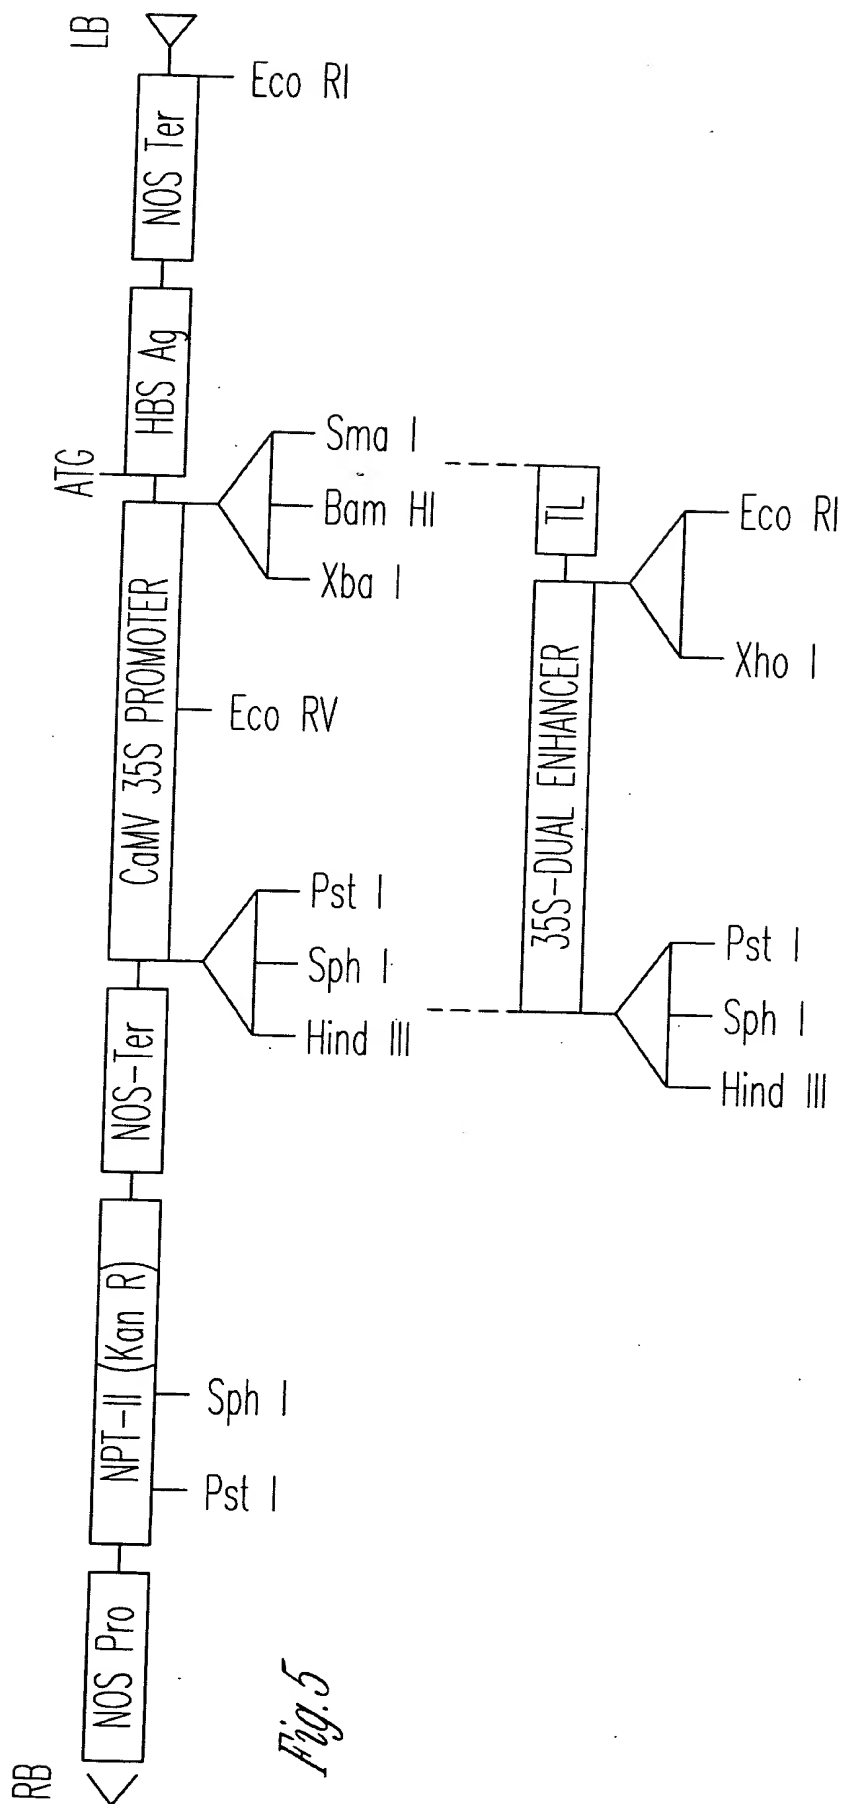 RB
NOS Pro
NPT-II (Kan R)
NOS-Ter
CaMV 35S PROMOTER
ATG
HBS Ag
NOS Ter
LB
Pst I
Sph I
Hind III
Sph I
Pst I
Eco RV
Xba I
Bam HI
Sma I
Eco RI
35S-DUAL ENHANCER
TL
Hind III
Sph I
Pst I
Xho I
Eco RI
Fig.5